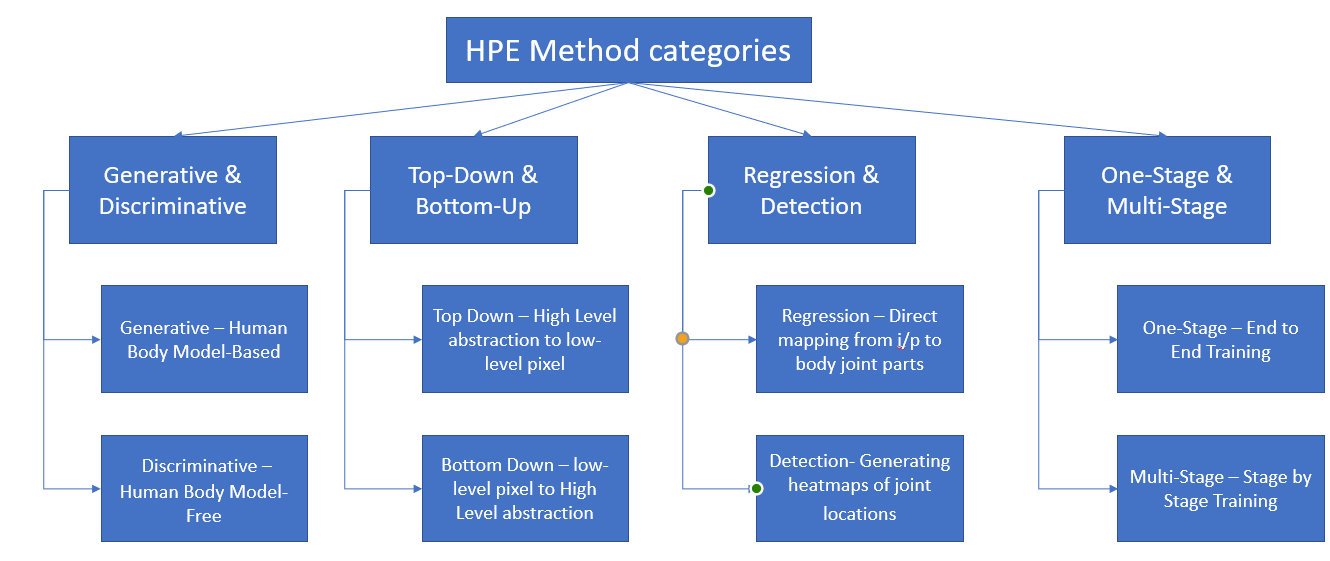 HPE Method categories
Generative &
Discriminative
Top-Down &
Bottom-Up
Regression &
Detection
One-Stage &
Multi-Stage
Generative – Human
Body Model-Based
Top Down – High Level
abstraction to low-
level pixel
Regression – Direct
mapping from i/p to
body joint parts
One-Stage – End to
End Training
Discriminative –
Human Body Model-
Free
Bottom Down – low-
level pixel to High
Level abstraction
Detection- Generating
heatmaps of joint
locations
Multi-Stage – Stage by
Stage Training